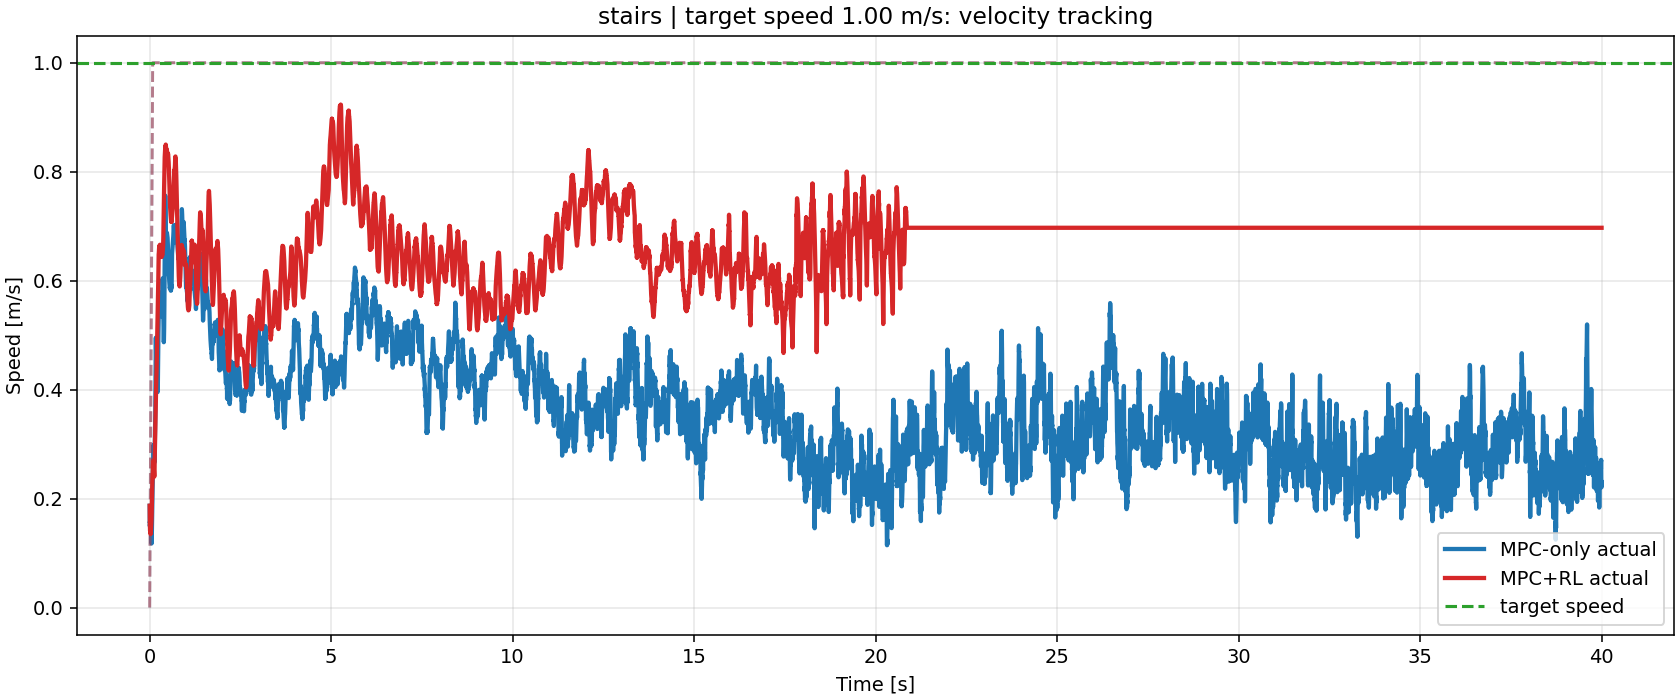 stairs | target speed 1.00 m/s: velocity tracking
Speed [m/s]
1.0
0.8
0.6
0.4
0.2
0.0
0
5
10
15
20
25
30
35
40
Time [s]
MPC-only actual
MPC+RL actual
target speed